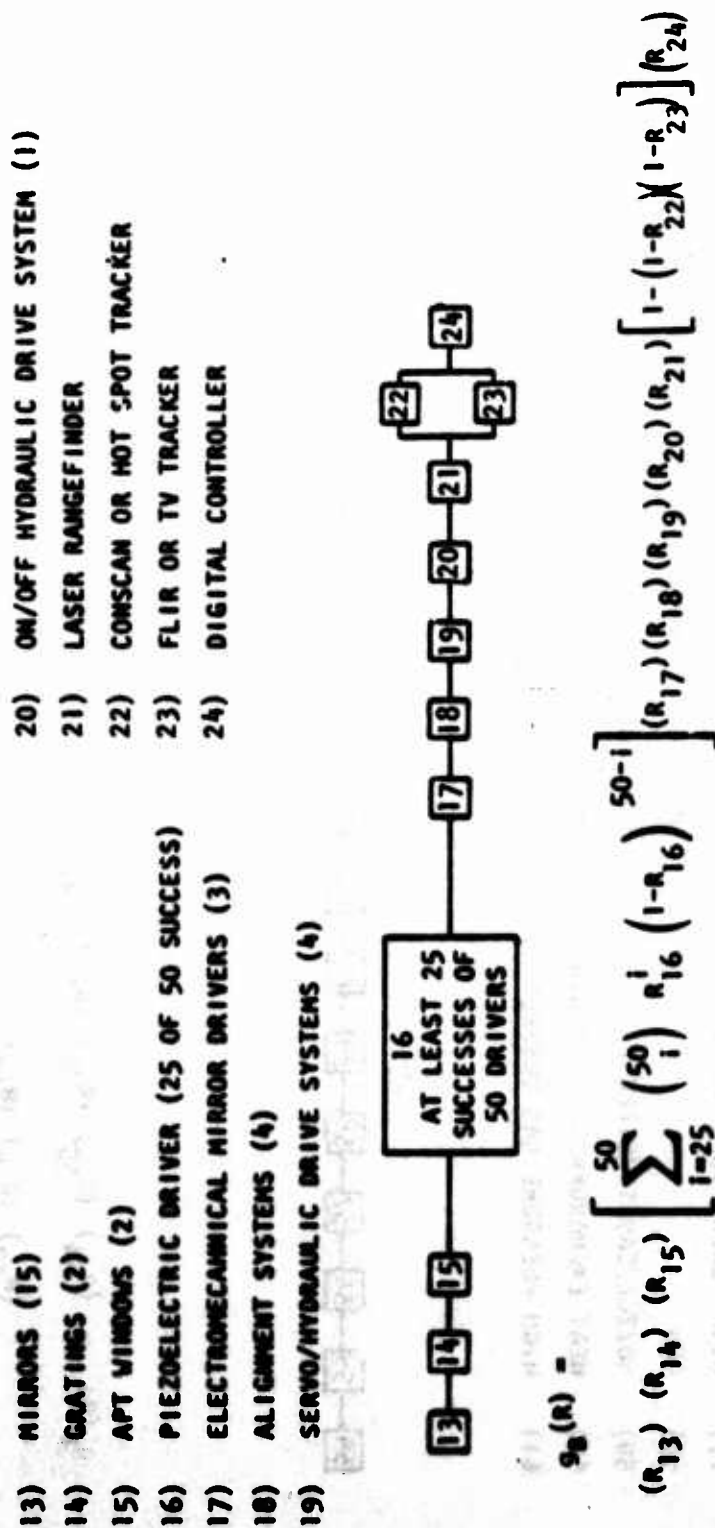 13) MIRRORS (15)
14) GRATINGS (2)
15) APT WINDOWS (2)
16) PIEZOELECTRIC DRIVER (25 OF 50 SUCCESS)
17) ELECTROMECAHNICAL MIRROR DRIVERS (3)
18) ALIGNMENT SYSTEMS (4)
19) SERVO/HYDRAULIC DRIVE SYSTEMS (4)
20) ON/OFF HYDRAULIC DRIVE SYSTEM (1)
21) LASER RANGEFINDER
22) CONSCAN OR HOT SPOT TRACKER
23) FLIR OR TV TRACKER
24) DIGITAL CONTROLLER
13 14 15
16
AT LEAST 25
SUCCESSES OF
50 DRIVERS
17 18 19 20 21 22 23 24
g_B(R) =
(R_13) (R_14) (R_15) [∑_{i=25}^{50} (50 i) R_16^i (1-R_16)^{50-i}] (R_17) (R_18) (R_19) (R_20) (R_21) [1-(1-R_22)(1-R_23)] (R_24)